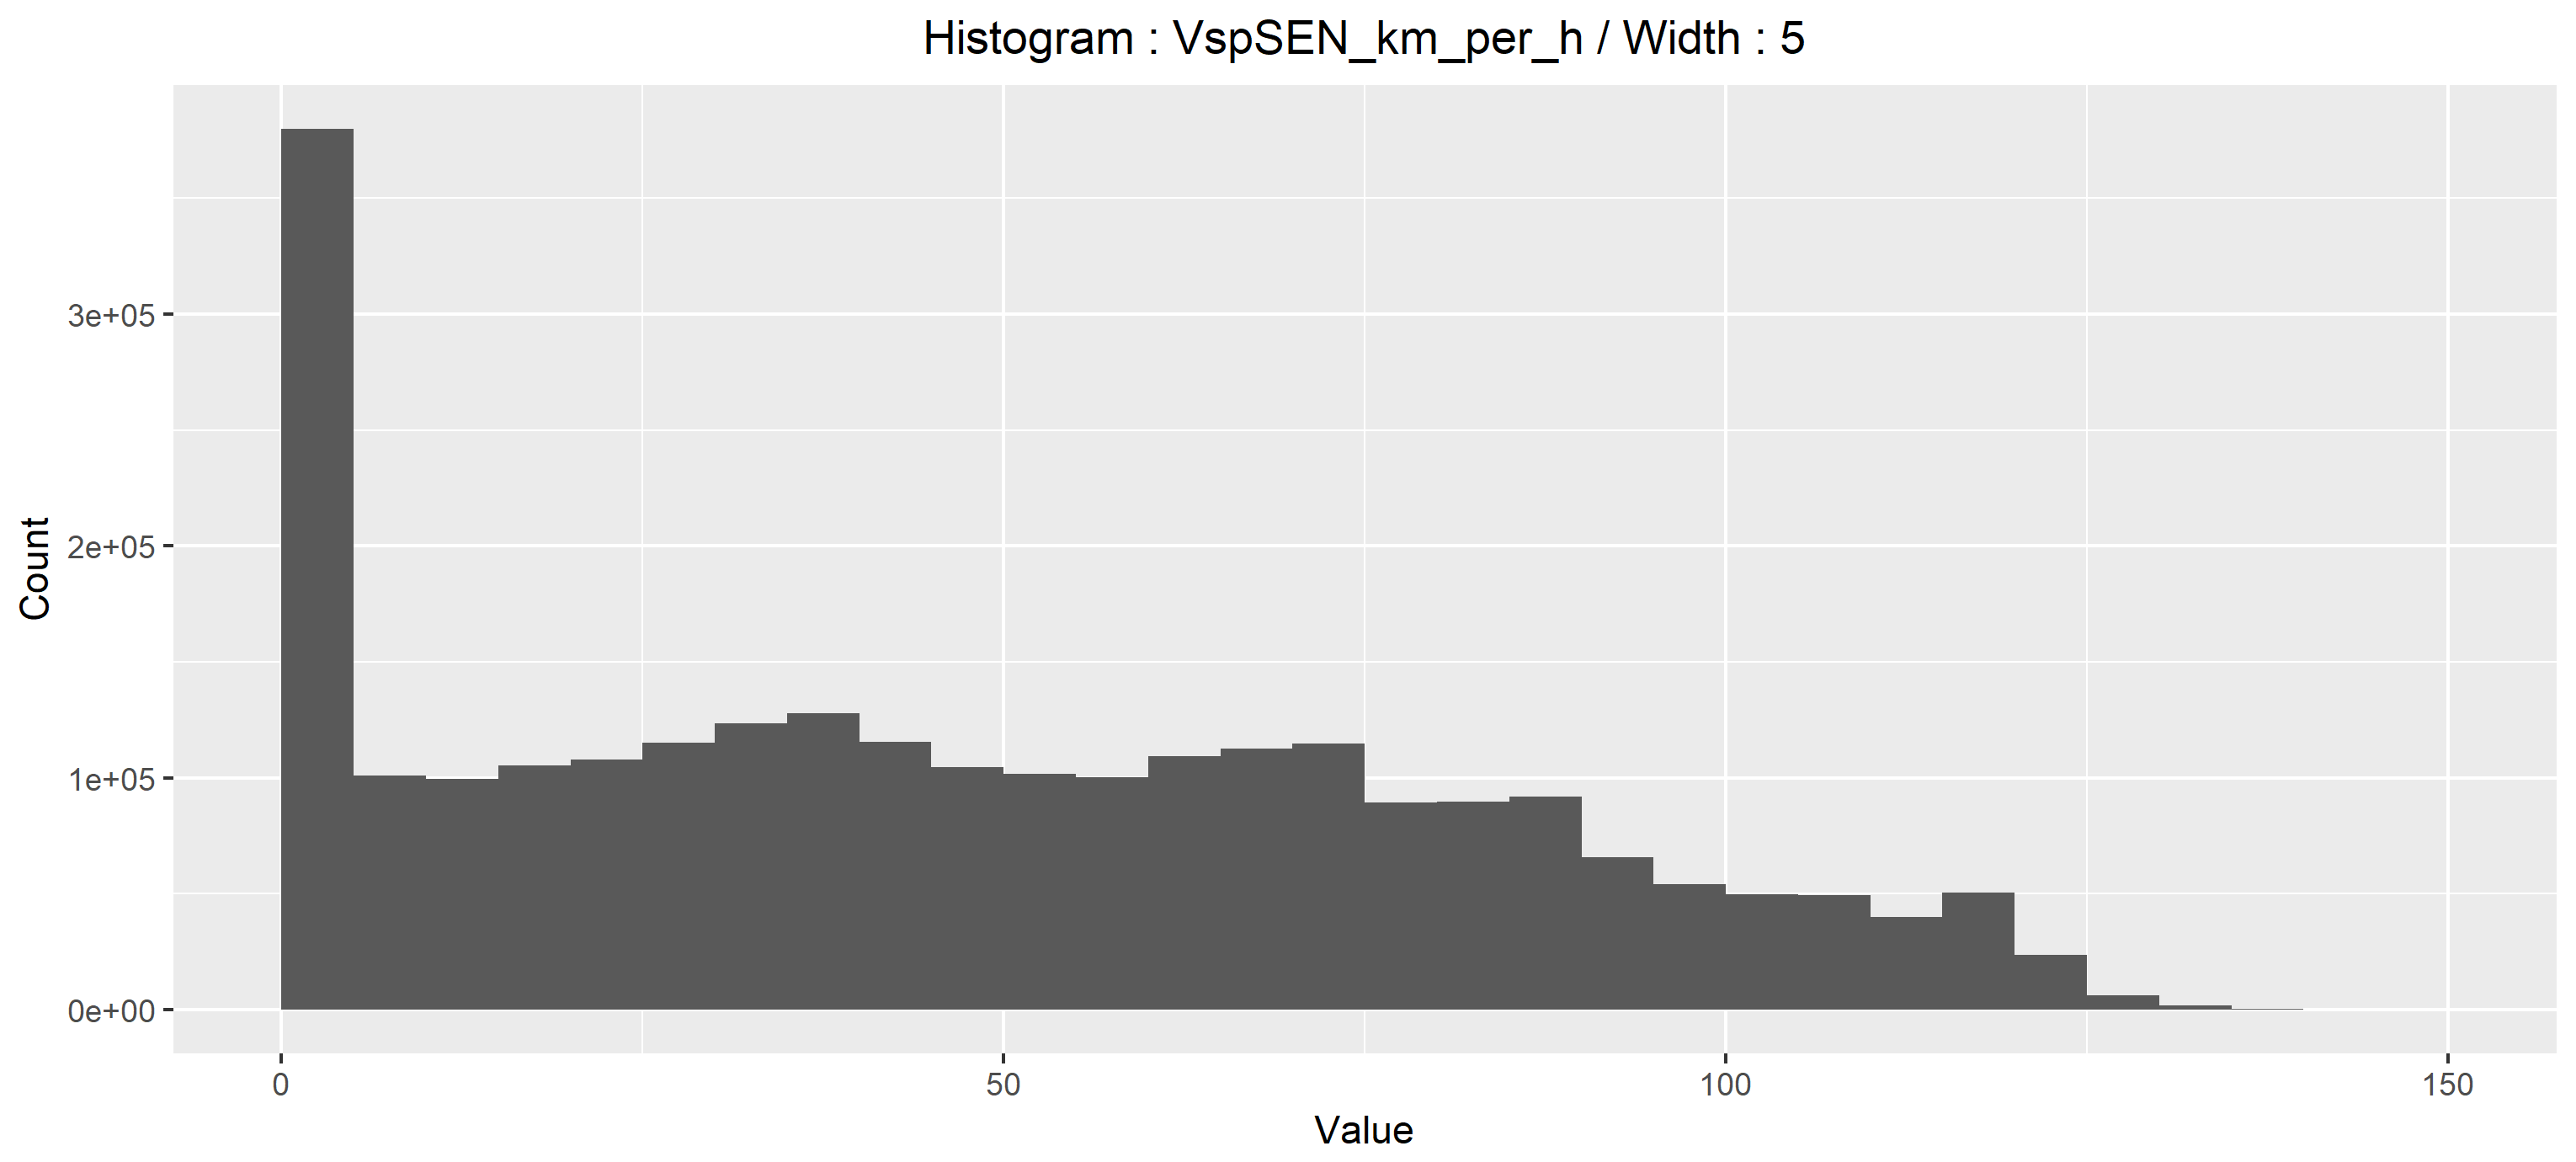 Histogram : VspSEN_km_per_h / Width : 5
Count
3e+05
2e+05
1e+05
0e+00
0
50
100
150
Value